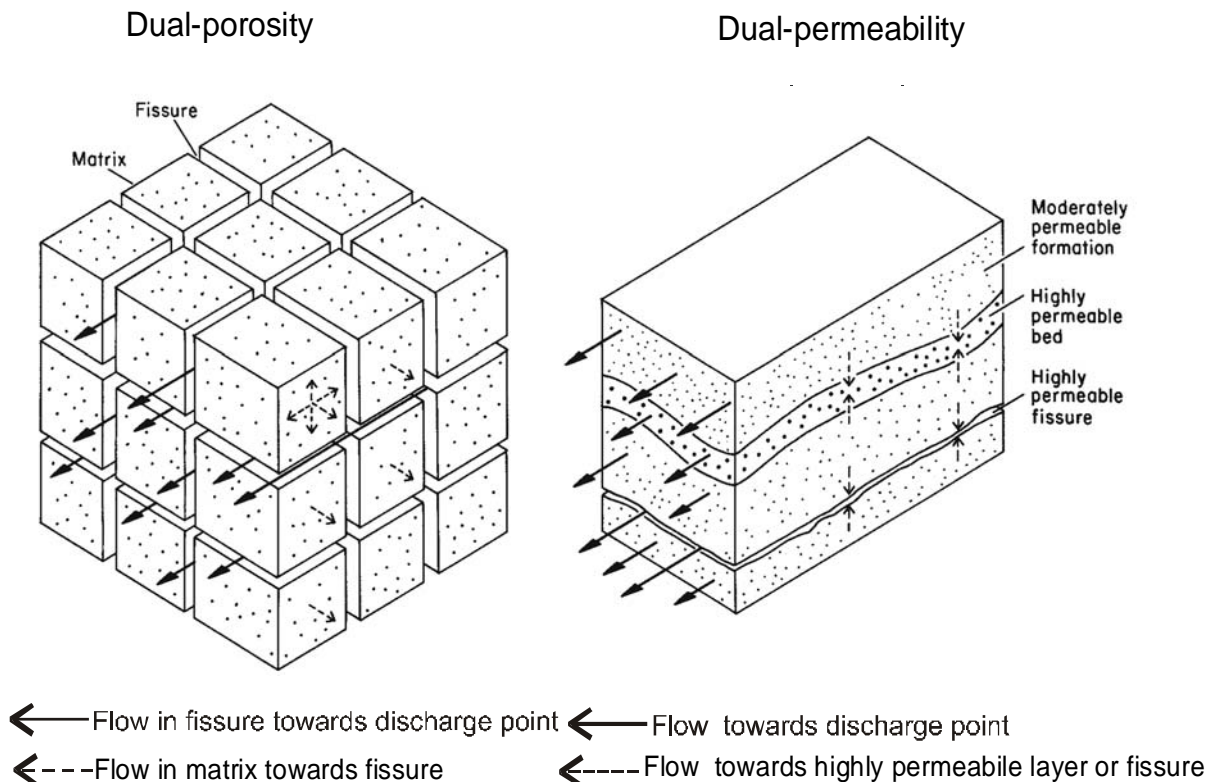 Dual-porosity
Dual-permeability
Fissure
Matrix
Moderately
permeable
formation
Highly
permeable
bed
Highly
permeable
fissure
Flow in fissure towards discharge point
Flow in matrix towards fissure
Flow towards discharge point
Flow towards highly permeabile layer or fissure